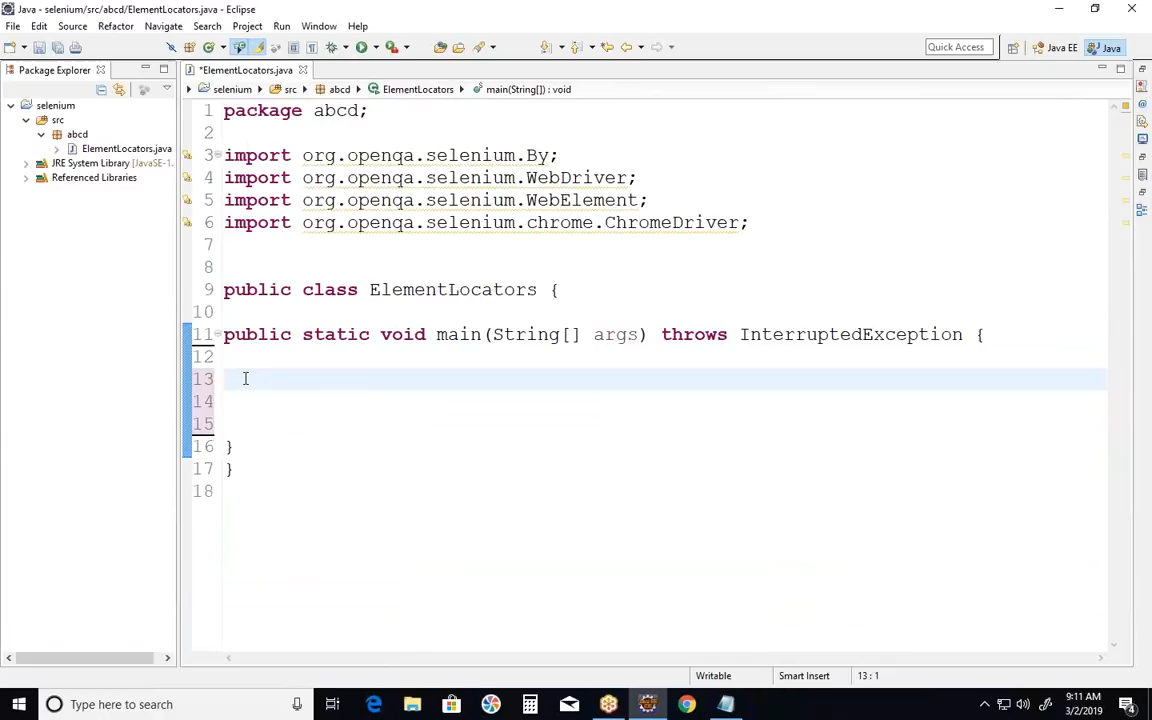 Java - selenium/src/abcd/ElementLocators.java - Eclipse
File Edit Source Refactor Navigate Search Project Run Window Help
Quick Access Java EE Java
Package Explorer
*ElementLocators.java
selenium src abcd ElementLocators main(String[]) : void
selenium
src
abcd
ElementLocators.java
JRE System Library [JavaSE-1.
Referenced Libraries
1 package abcd;
2
3 import org.openqa.selenium.By;
4 import org.openqa.selenium.WebDriver;
5 import org.openqa.selenium.WebElement;
6 import org.openqa.selenium.chrome.ChromeDriver;
7
8
9 public class ElementLocators {
10
11 public static void main(String[] args) throws InterruptedException {
12
13
14
15
16 }
17 }
18
Writable Smart Insert 13 : 1
Type here to search
9:11 AM
3/2/2019
4